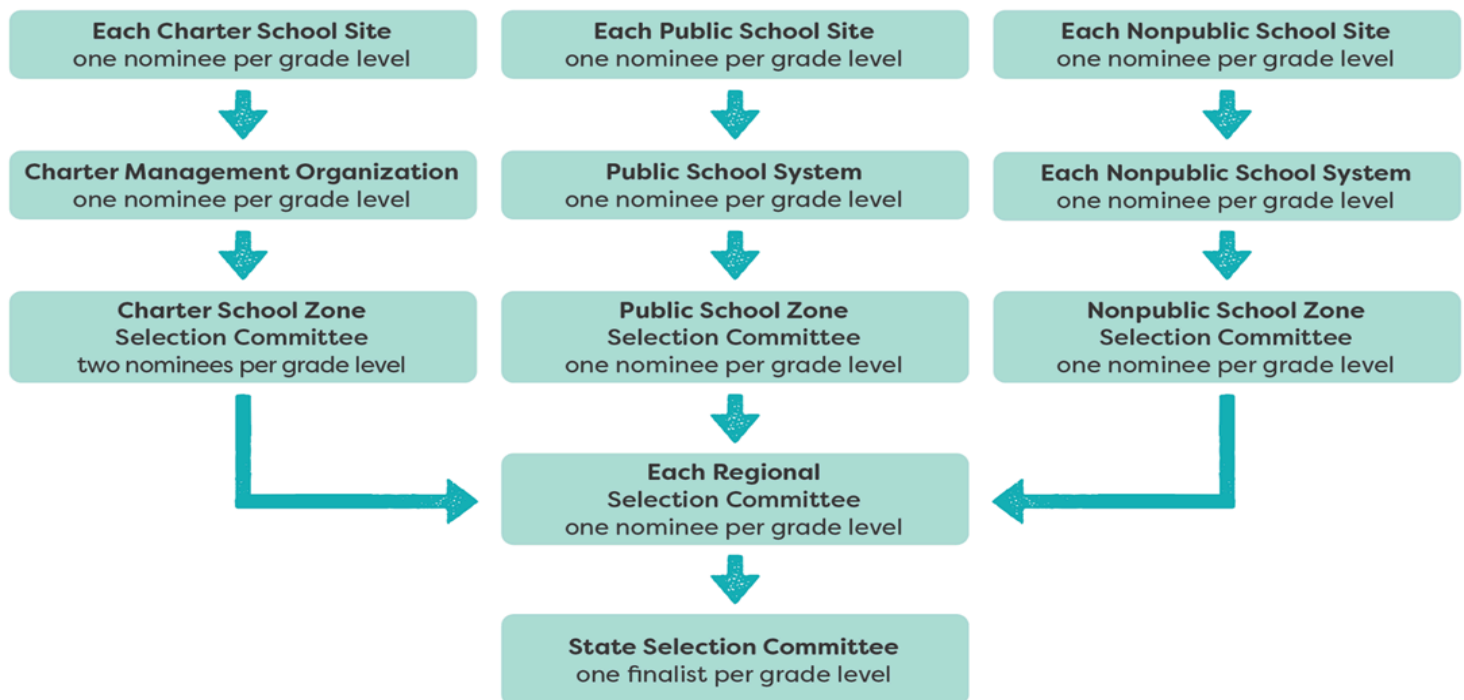 Each Charter School Site
one nominee per grade level
Each Public School Site
one nominee per grade level
Each Nonpublic School Site
one nominee per grade level
Charter Management Organization
one nominee per grade level
Public School System
one nominee per grade level
Each Nonpublic School System
one nominee per grade level
Charter School Zone
Selection Committee
two nominees per grade level
Public School Zone
Selection Committee
one nominee per grade level
Nonpublic School Zone
Selection Committee
one nominee per grade level
Each Regional
Selection Committee
one nominee per grade level
State Selection Committee
one finalist per grade level